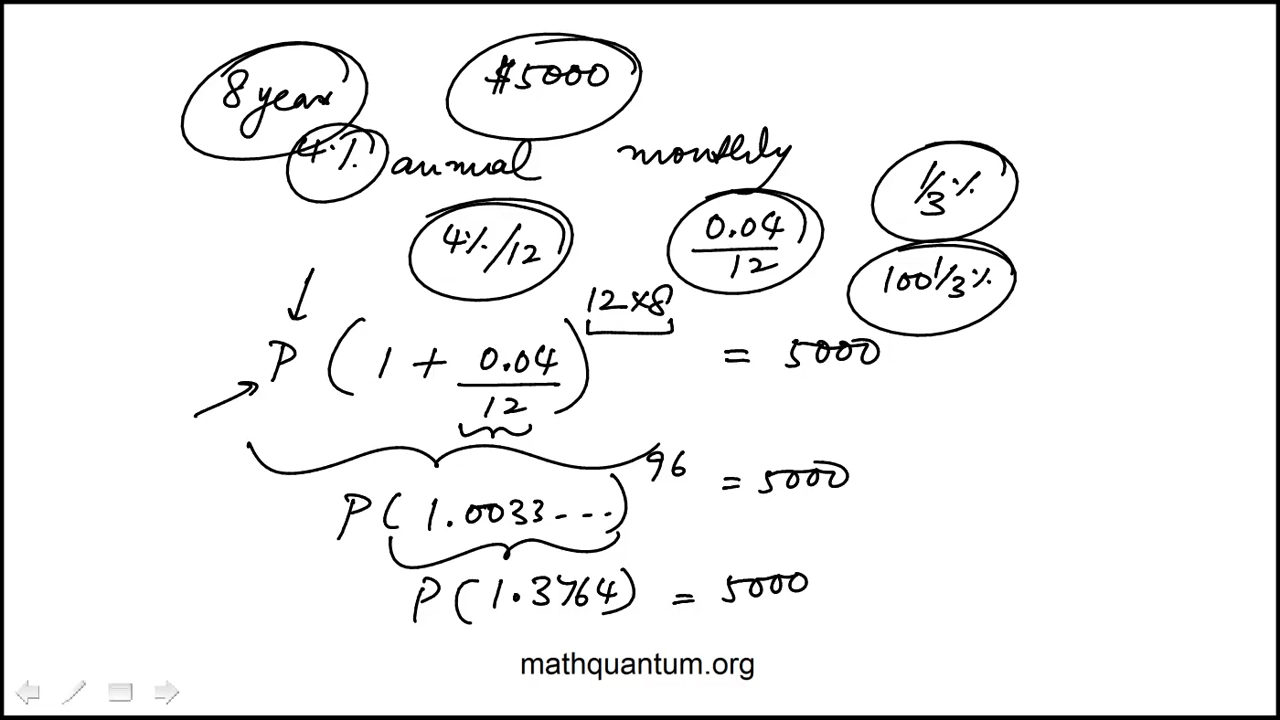 8 years $5000
4% annual monthly
4%/12 0.04/12 1/3%
100 1/3%
P (1 + 0.04/12)^12×8 = 5000
P(1.0033---)^96 = 5000
P(1.3764) = 5000
mathquantum.org